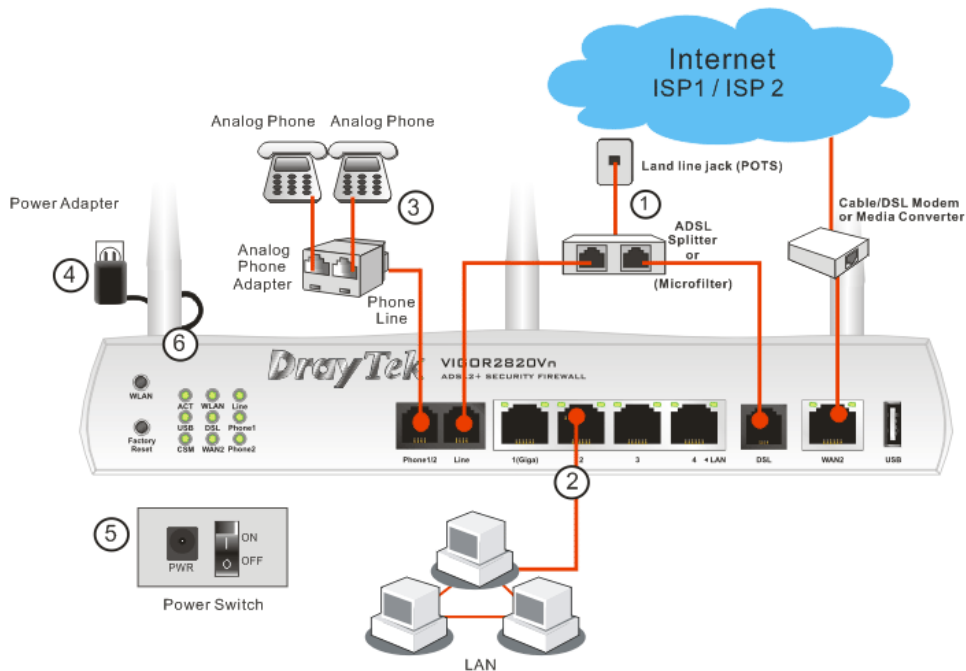 Internet
ISP1 / ISP 2
Analog Phone
Analog Phone
Land line jack (POTS)
1
3
Power Adapter
Cable/DSL Modem
or Media Converter
ADSL
Splitter
or
(Microfilter)
Analog
Phone
Adapter
4
Phone
Line
6
DrayTek
VIGOR2820Vn
ADSL2+ SECURITY FIREWALL
WLAN
ACT WLAN Line
USB DSL Phone1
CSM WAN2 Phone2
Factory
Reset
Phone1/2 Line 1(Giga) 2 3 4 ◄LAN DSL WAN2 USB
2
5
PWR
I
ON
O
OFF
Power Switch
LAN